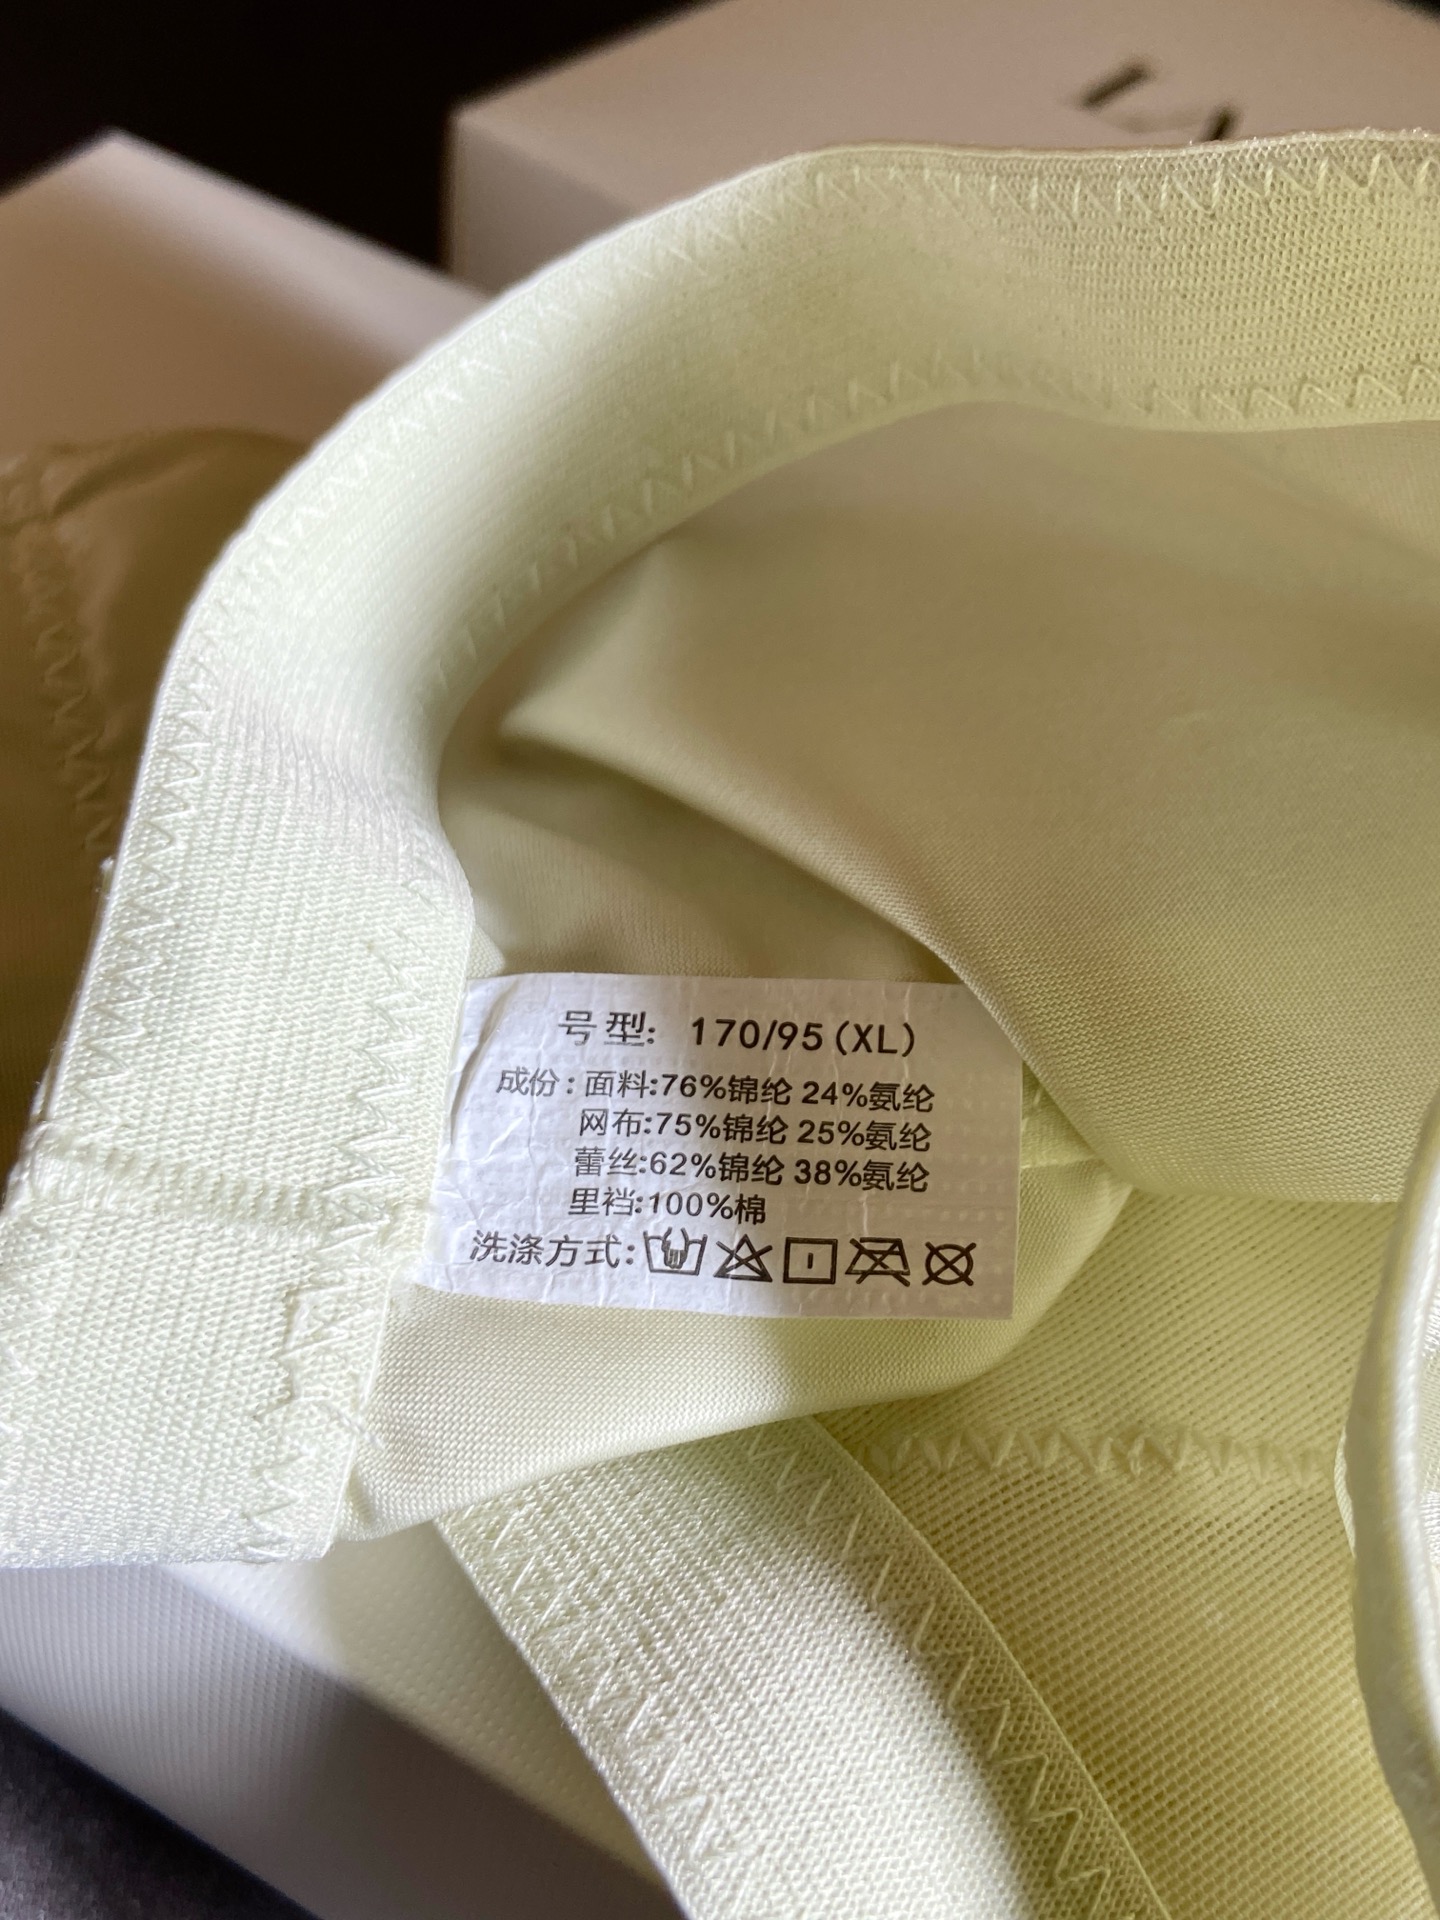 号型: 170/95(XL)
成份: 面料:76%锦纶 24%氨纶
网布:75%锦纶 25%氨纶
蕾丝:62%锦纶 38%氨纶
里裆:100%棉
洗涤方式: